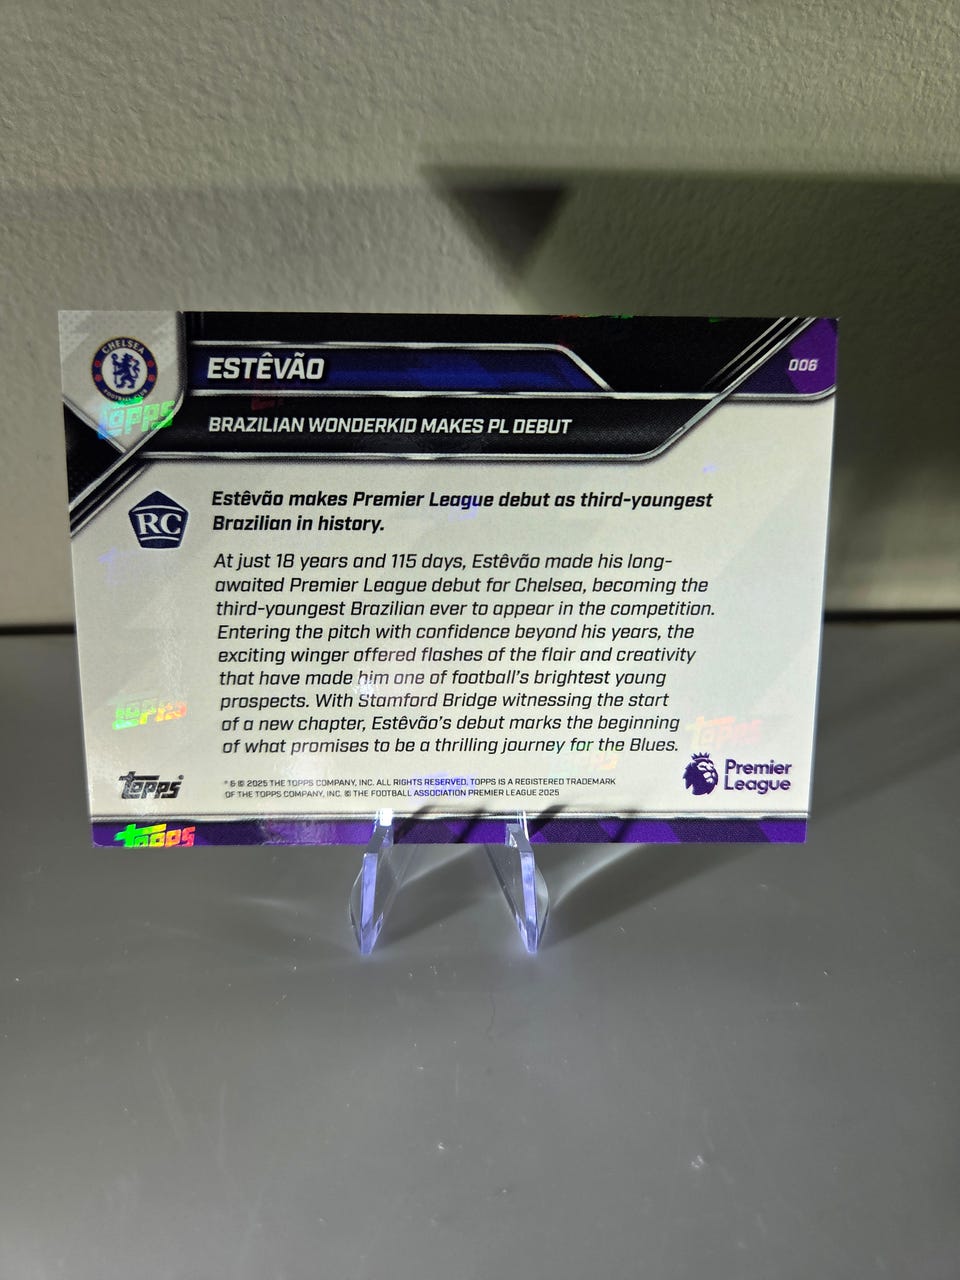 CHELSEA
FOOTBALL CLUB
ESTÊVÃO
006
Topps
BRAZILIAN WONDERKID MAKES PL DEBUT
RC
Estêvão makes Premier League debut as third-youngest
Brazilian in history.
At just 18 years and 115 days, Estêvão made his long-
awaited Premier League debut for Chelsea, becoming the
third-youngest Brazilian ever to appear in the competition.
Entering the pitch with confidence beyond his years, the
exciting winger offered flashes of the flair and creativity
that have made him one of football's brightest young
prospects. With Stamford Bridge witnessing the start
of a new chapter, Estêvão's debut marks the beginning
of what promises to be a thrilling journey for the Blues.
Topps
Topps
Topps
® & © 2025 THE TOPPS COMPANY, INC. ALL RIGHTS RESERVED. TOPPS IS A REGISTERED TRADEMARK
OF THE TOPPS COMPANY, INC. © THE FOOTBALL ASSOCIATION PREMIER LEAGUE 2025
Premier
League
Topps